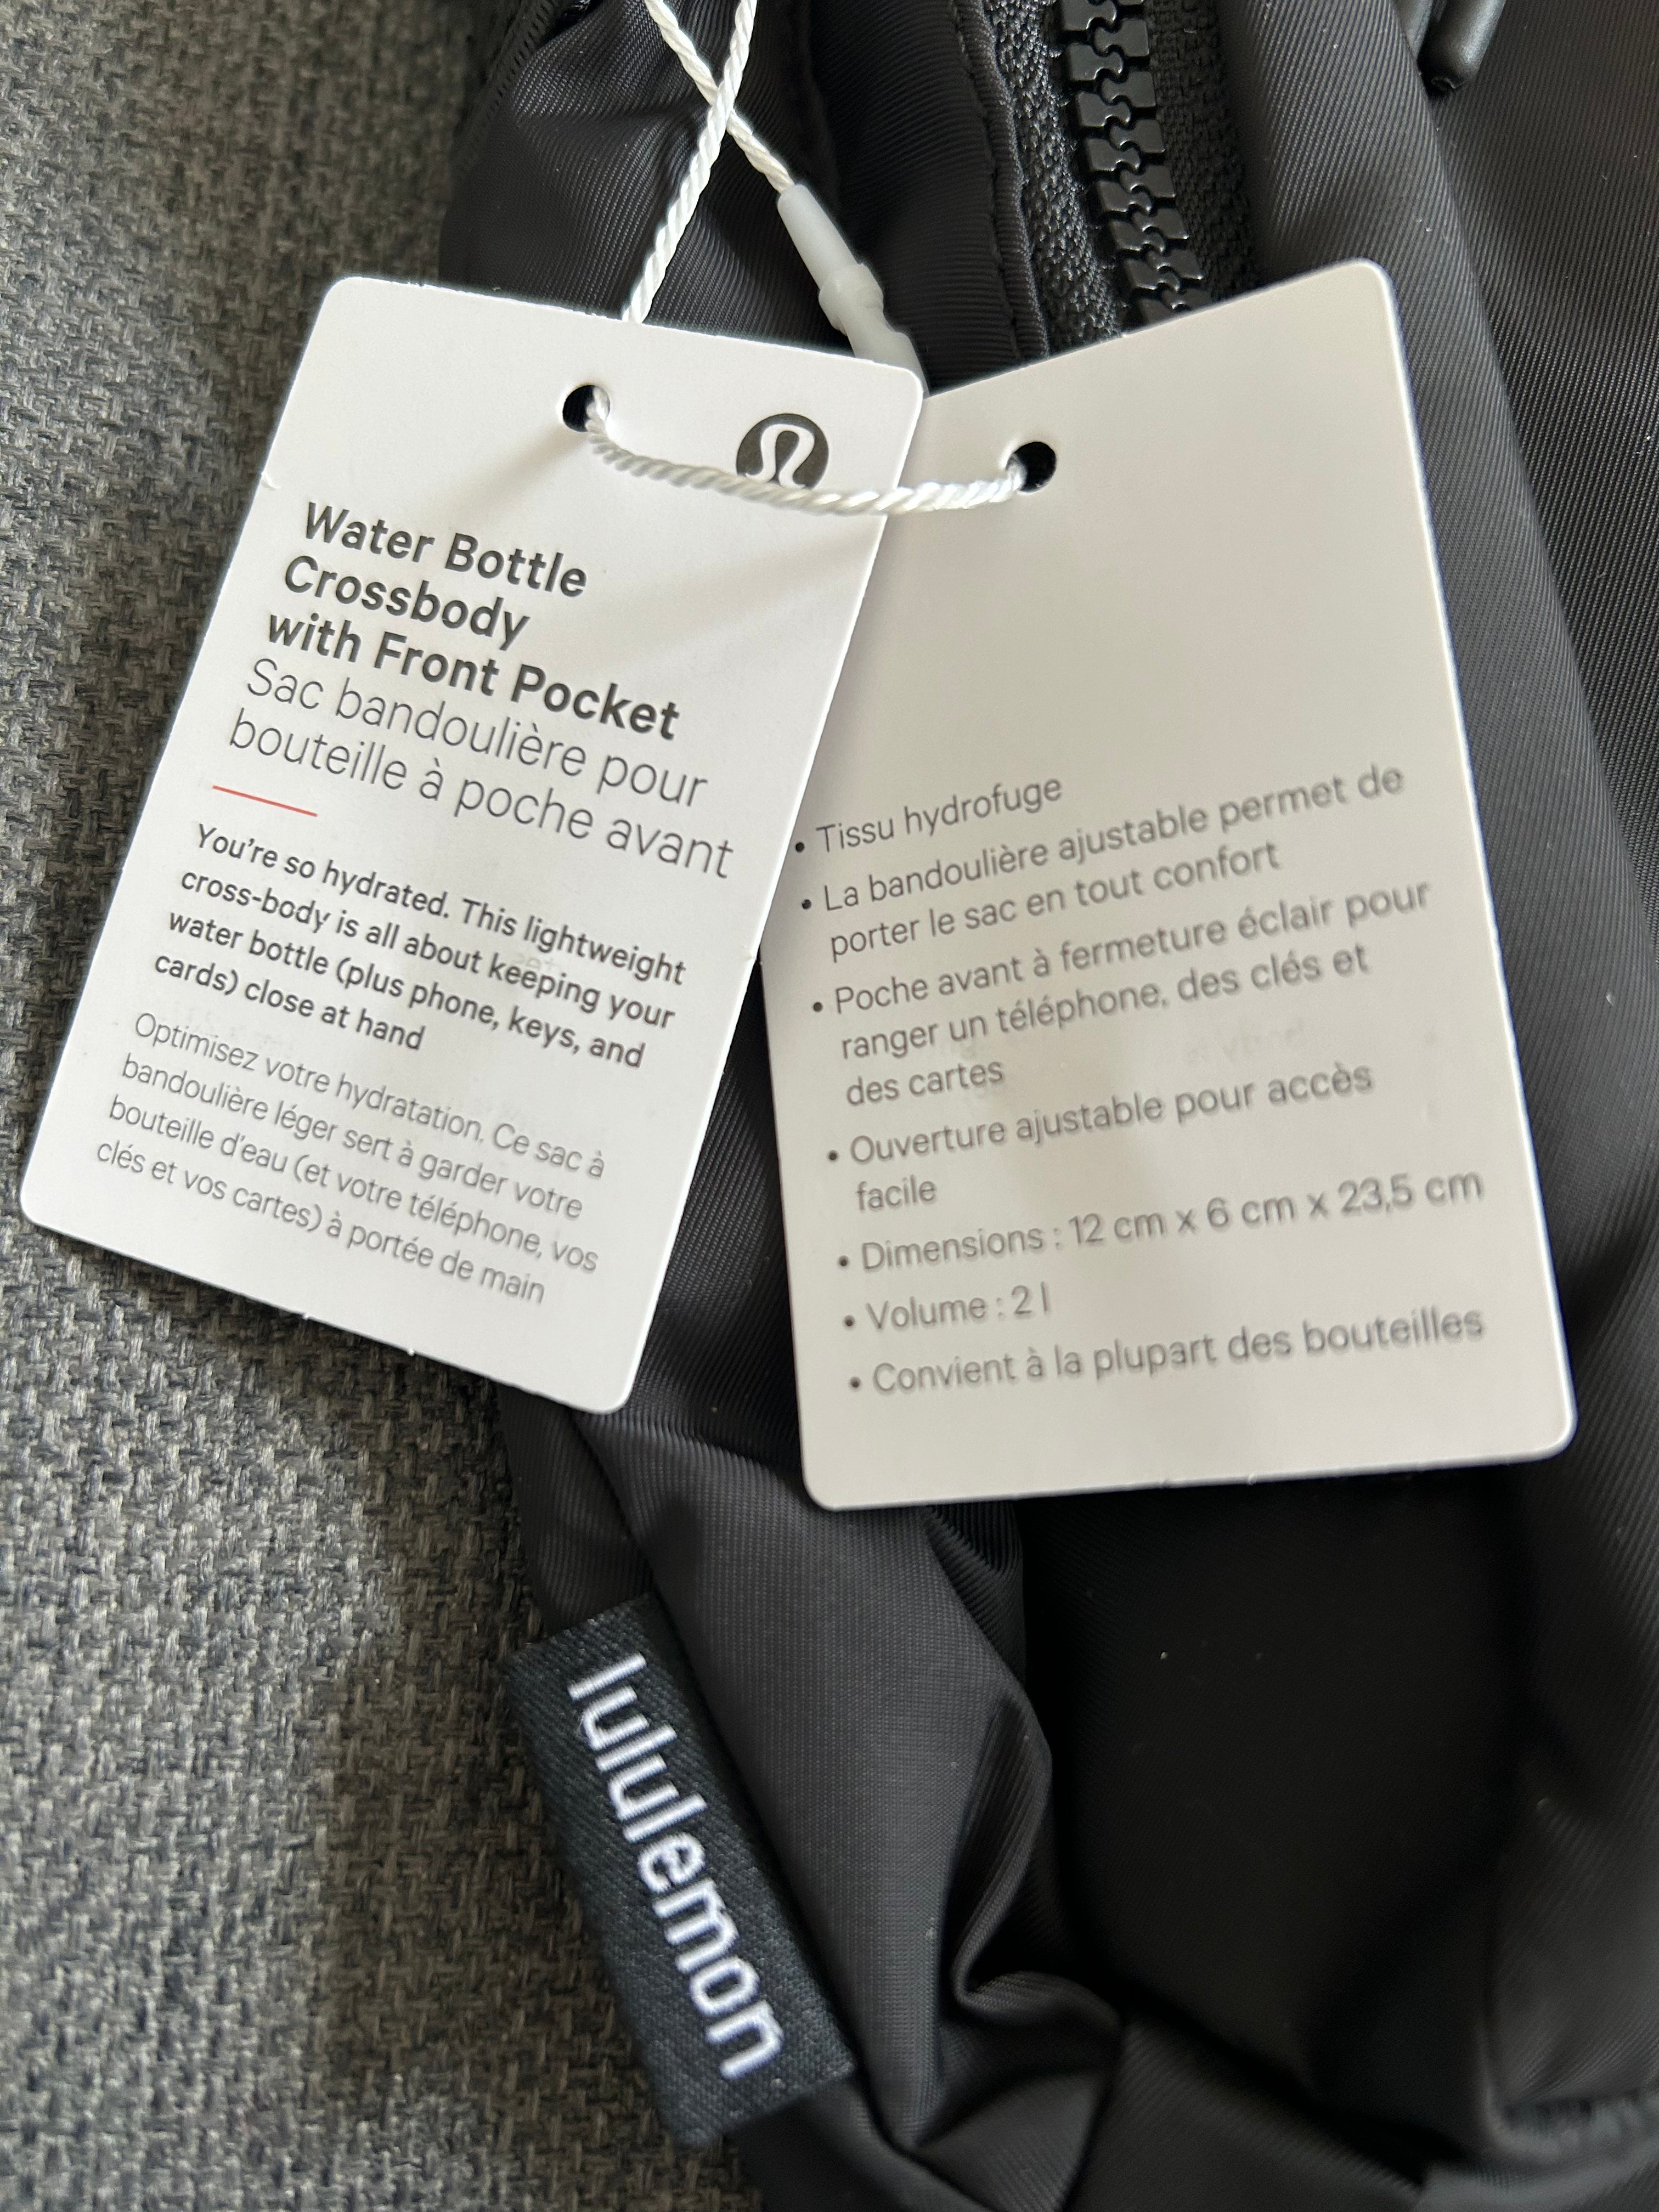 Water Bottle
Crossbody
with Front Pocket
Sac bandoulière pour
bouteille à poche avant
You're so hydrated. This lightweight
cross-body is all about keeping your
water bottle (plus phone, keys, and
cards) close at hand
Optimisez votre hydratation. Ce sac à
bandoulière léger sert à garder votre
bouteille d'eau (et votre téléphone, vos
clés et vos cartes) à portée de main
• Tissu hydrofuge
• La bandoulière ajustable permet de
porter le sac en tout confort
• Poche avant à fermeture éclair pour
ranger un téléphone, des clés et
des cartes
• Ouverture ajustable pour accès
facile
• Dimensions : 12 cm x 6 cm x 23,5 cm
• Volume : 2 l
• Convient à la plupart des bouteilles
lululemon